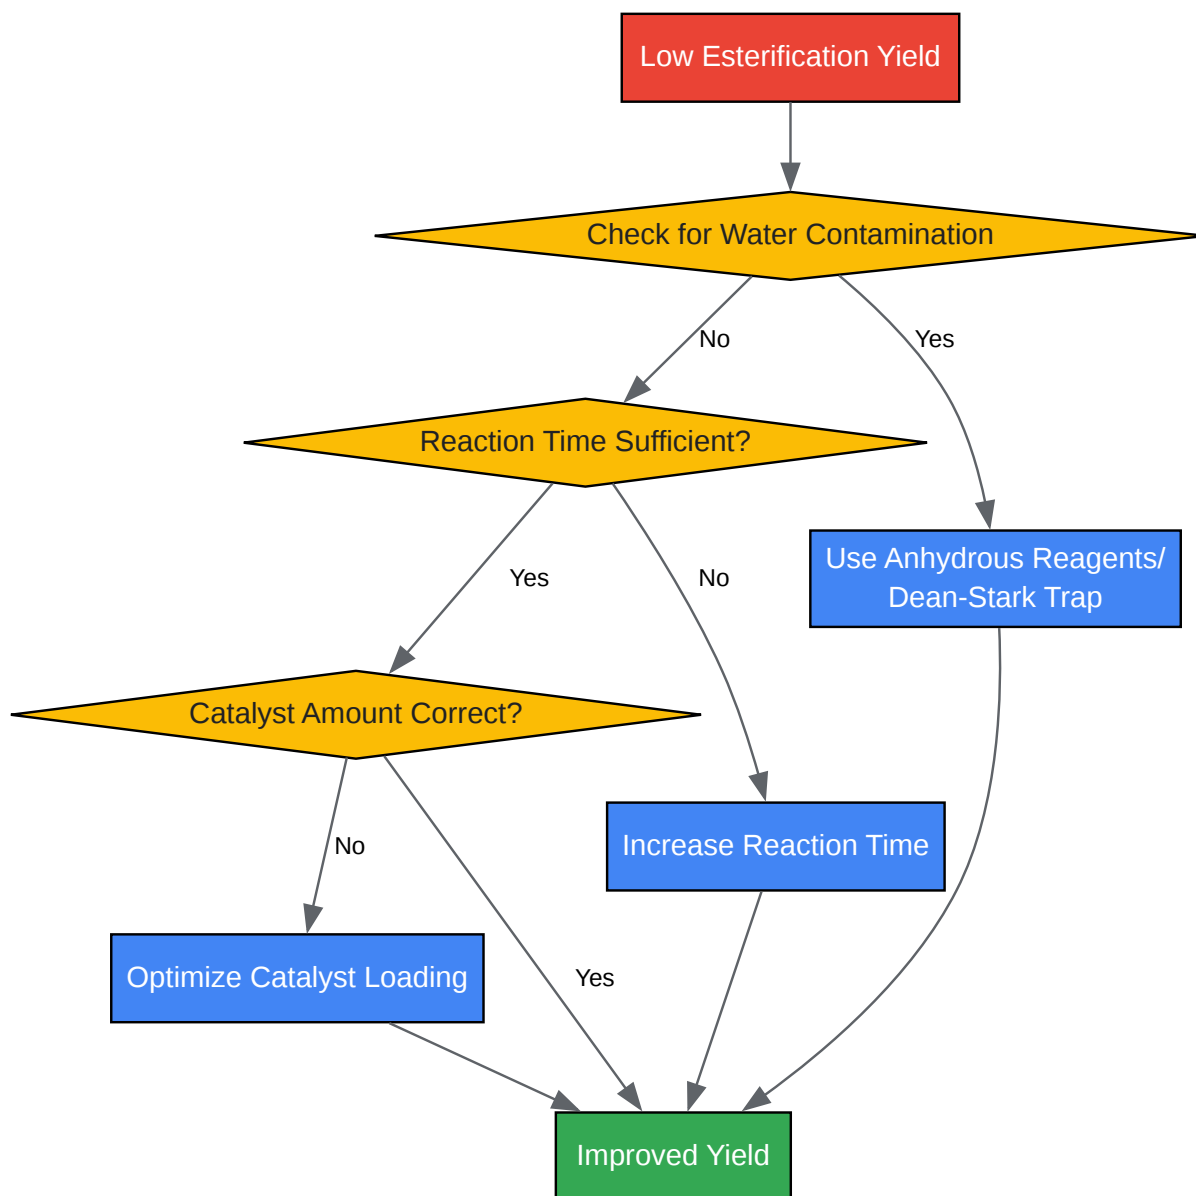 Low Esterification Yield
Check for Water Contamination
No
Yes
Reaction Time Sufficient?
Use Anhydrous Reagents/
Dean-Stark Trap
Yes
No
Catalyst Amount Correct?
No
Increase Reaction Time
Optimize Catalyst Loading
Yes
Improved Yield